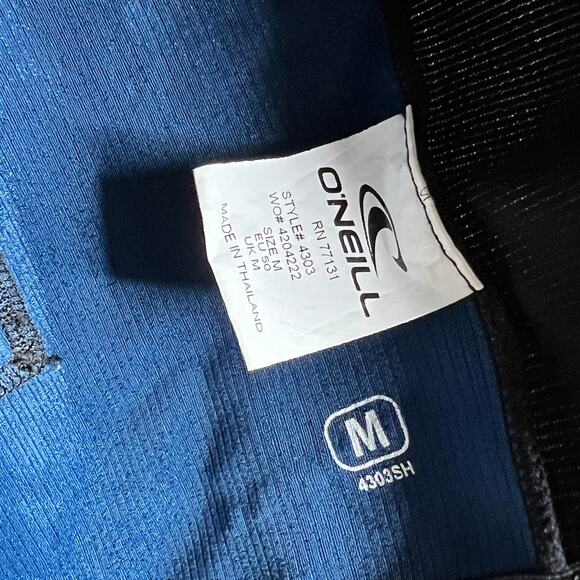 O'NEILL
RN 77131
STYLE# 4303
WO# 4204222
SIZE M
EU 50
UK M
MADE IN THAILAND
M
4303SH